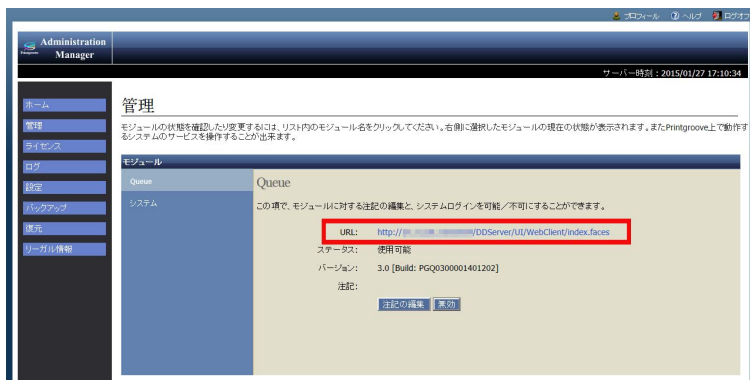 プロフィール ヘルプ ログオフ
Administration
Manager
サーバー時刻：2015/01/27 17:10:34
ホーム
管理
ライセンス
ログ
設定
バックアップ
復元
リーガル情報
管理
モジュールの状態を確認したり変更するには、リスト内のモジュール名をクリックしてください。右側に選択したモジュールの現在の状態が表示されます。またPrintgroove上で動作す
るシステムのサービスを操作することが出来ます。
モジュール
Queue
システム
Queue
この項で、モジュールに対する注記の編集と、システムログインを可能／不可にすることができます。
URL: http:// /DDServer/UI/WebClient/index.faces
ステータス: 使用可能
バージョン: 3.0 [Build: PGQ0300001401202]
注記:
注記の編集 無効